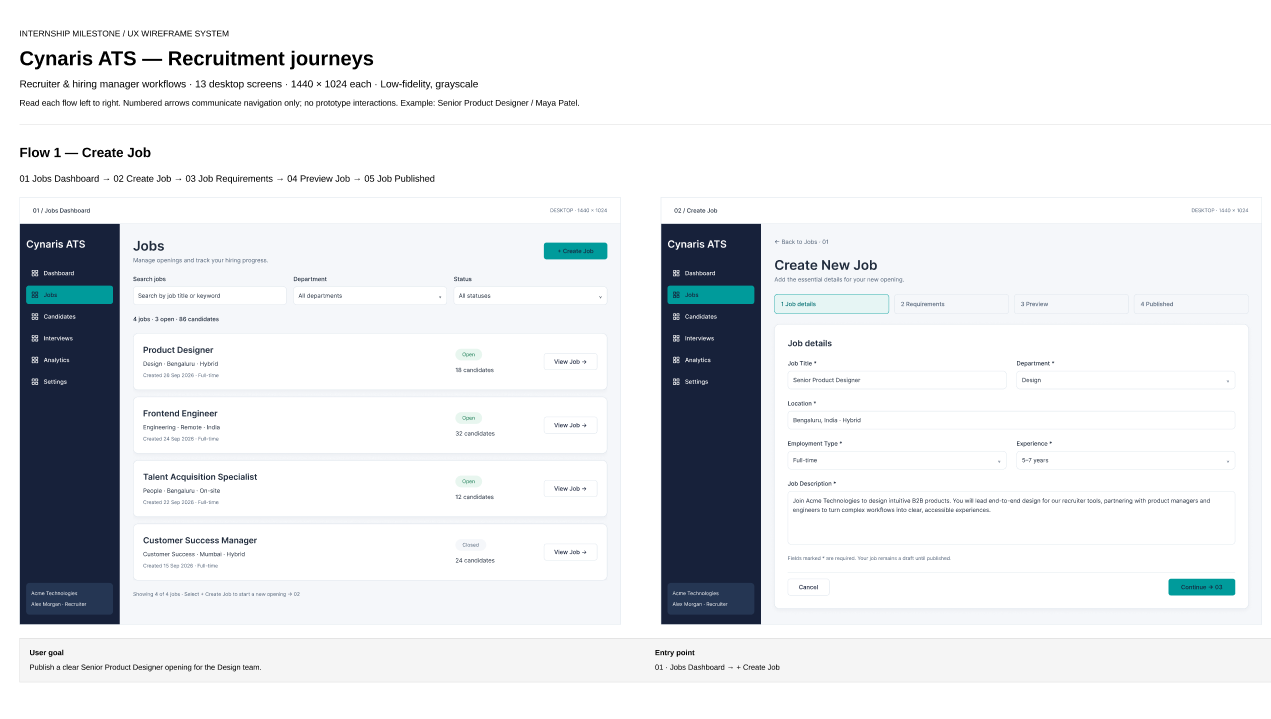 INTERNSHIP MILESTONE / UX WIREFRAME SYSTEM
Cynaris ATS — Recruitment journeys
Recruiter & hiring manager workflows · 13 desktop screens · 1440 × 1024 each · Low-fidelity, grayscale
Read each flow left to right. Numbered arrows communicate navigation only; no prototype interactions. Example: Senior Product Designer / Maya Patel.
Flow 1 — Create Job
01 Jobs Dashboard → 02 Create Job → 03 Job Requirements → 04 Preview Job → 05 Job Published
01 / Jobs Dashboard
DESKTOP · 1440 × 1024
Cynaris ATS
Dashboard
Jobs
Candidates
Interviews
Analytics
Settings
Acme Technologies
Alex Morgan · Recruiter
Jobs
Manage openings and track your hiring progress.
+ Create Job
Search jobs
Department
Status
Search by job title or keyword
All departments
All statuses
4 jobs · 3 open · 86 candidates
Product Designer
Design · Bengaluru · Hybrid
Created 26 Sep 2026 · Full-time
Open
18 candidates
View Job →
Frontend Engineer
Engineering · Remote · India
Created 24 Sep 2026 · Full-time
Open
32 candidates
View Job →
Talent Acquisition Specialist
People · Bengaluru · On-site
Created 22 Sep 2026 · Full-time
Open
12 candidates
View Job →
Customer Success Manager
Customer Success · Mumbai · Hybrid
Created 15 Sep 2026 · Full-time
Closed
24 candidates
View Job →
Showing 4 of 4 jobs · Select + Create Job to start a new opening → 02
02 / Create Job
DESKTOP · 1440 × 1024
Cynaris ATS
Dashboard
Jobs
Candidates
Interviews
Analytics
Settings
Acme Technologies
Alex Morgan · Recruiter
← Back to Jobs · 01
Create New Job
Add the essential details for your new opening.
1 Job details
2 Requirements
3 Preview
4 Published
Job details
Job Title *
Department *
Senior Product Designer
Design
Location *
Bengaluru, India · Hybrid
Employment Type *
Experience *
Full-time
5–7 years
Job Description *
Join Acme Technologies to design intuitive B2B products. You will lead end-to-end design for our recruiter tools, partnering with product managers and
engineers to turn complex workflows into clear, accessible experiences.
Fields marked * are required. Your job remains a draft until published.
Cancel
Continue → 03
User goal
Publish a clear Senior Product Designer opening for the Design team.
Entry point
01 · Jobs Dashboard → + Create Job